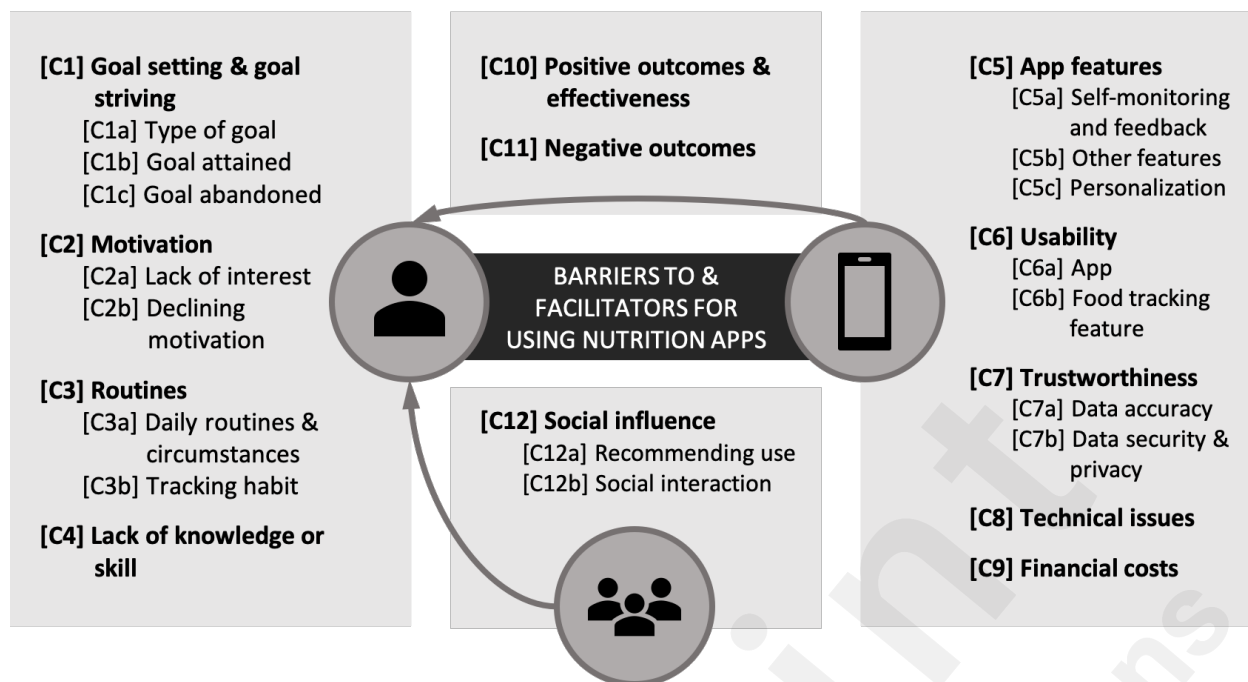 [C1] Goal setting & goal
striving
[C1a] Type of goal
[C1b] Goal attained
[C1c] Goal abandoned
[C2] Motivation
[C2a] Lack of interest
[C2b] Declining
motivation
[C3] Routines
[C3a] Daily routines &
circumstances
[C3b] Tracking habit
[C4] Lack of knowledge or
skill
[C10] Positive outcomes &
effectiveness
[C11] Negative outcomes
BARRIERS TO &
FACILITATORS FOR
USING NUTRITION APPS
[C12] Social influence
[C12a] Recommending use
[C12b] Social interaction
[C5] App features
[C5a] Self-monitoring
and feedback
[C5b] Other features
[C5c] Personalization
[C6] Usability
[C6a] App
[C6b] Food tracking
feature
[C7] Trustworthiness
[C7a] Data accuracy
[C7b] Data security &
privacy
[C8] Technical issues
[C9] Financial costs